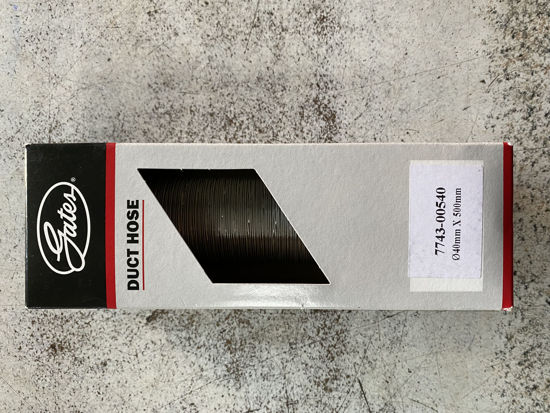 Gates®
DUCT HOSE
7743-00540
Ø40mm X 500mm